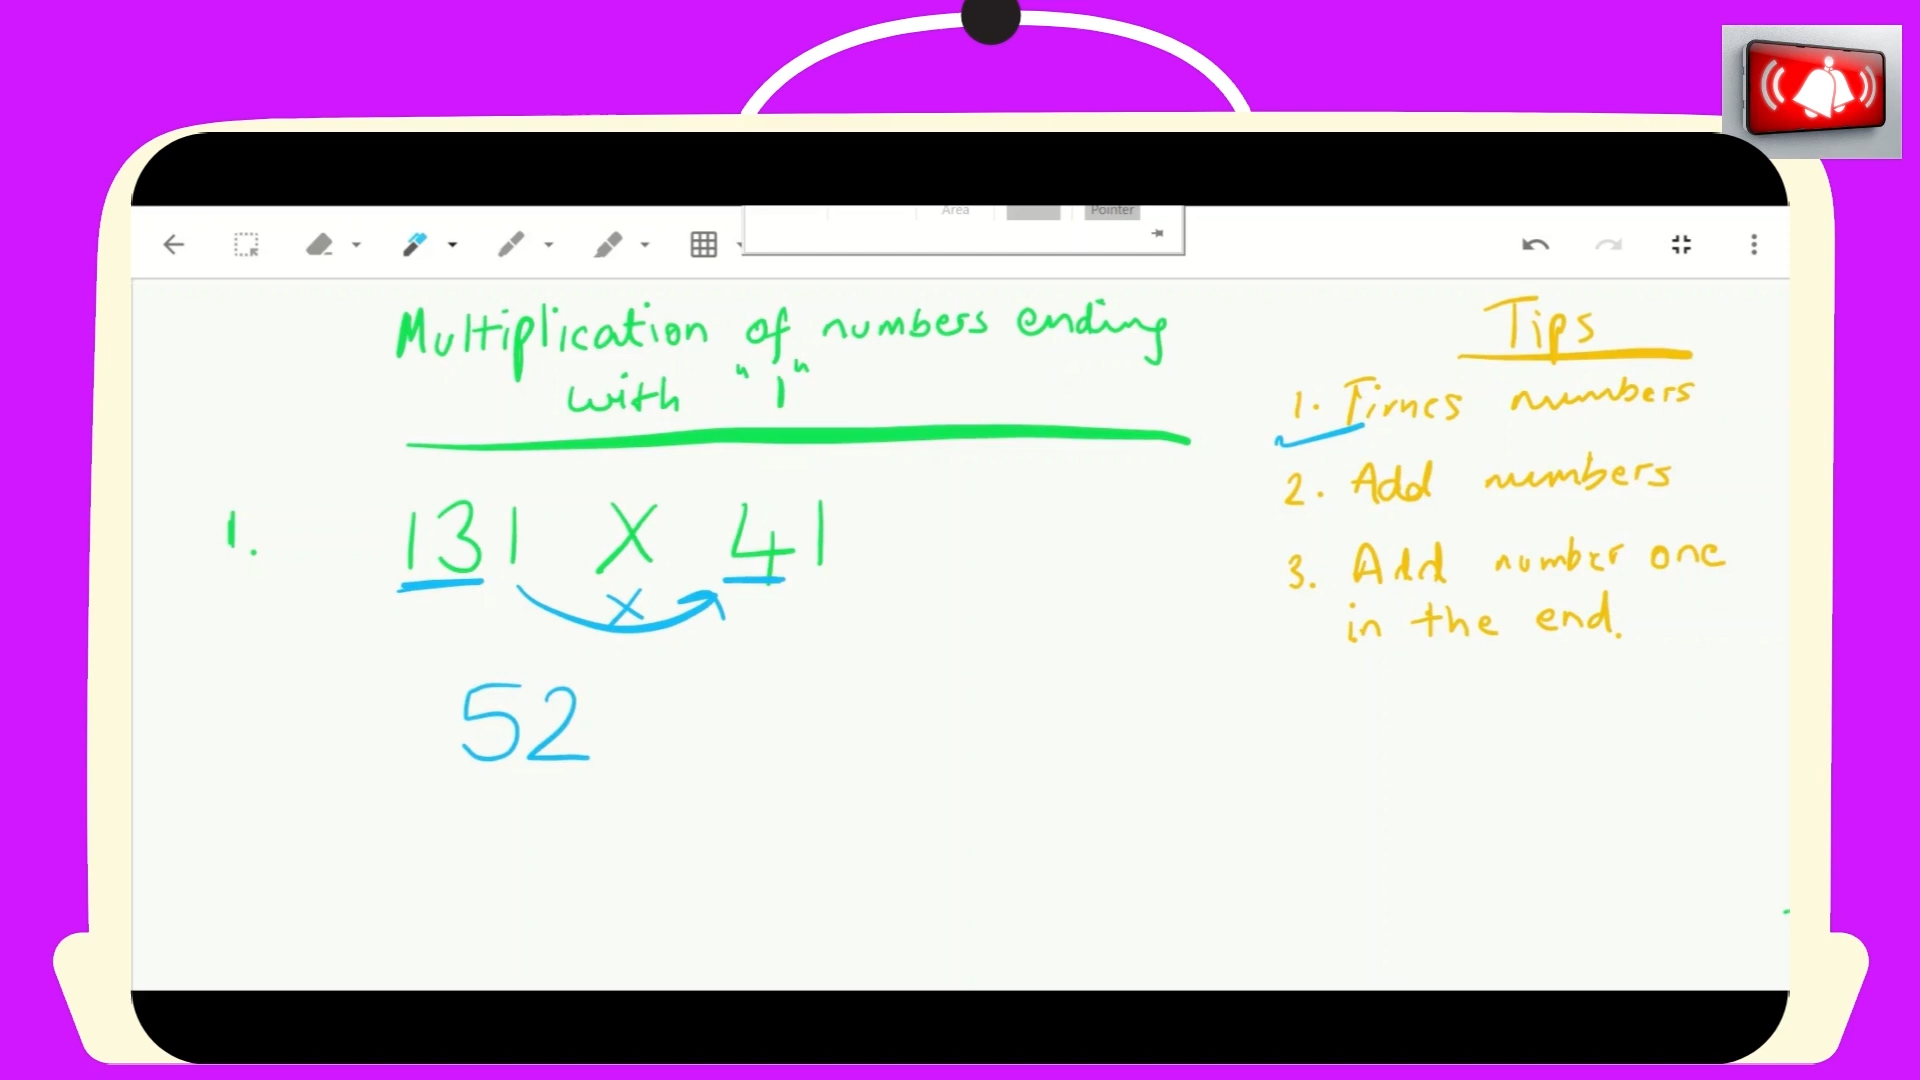 Area
Pointer
Multiplication of numbers ending
with "1"
Tips
1. Times numbers
2. Add numbers
3. Add number one
in the end.
1. 131 X 41
X
52